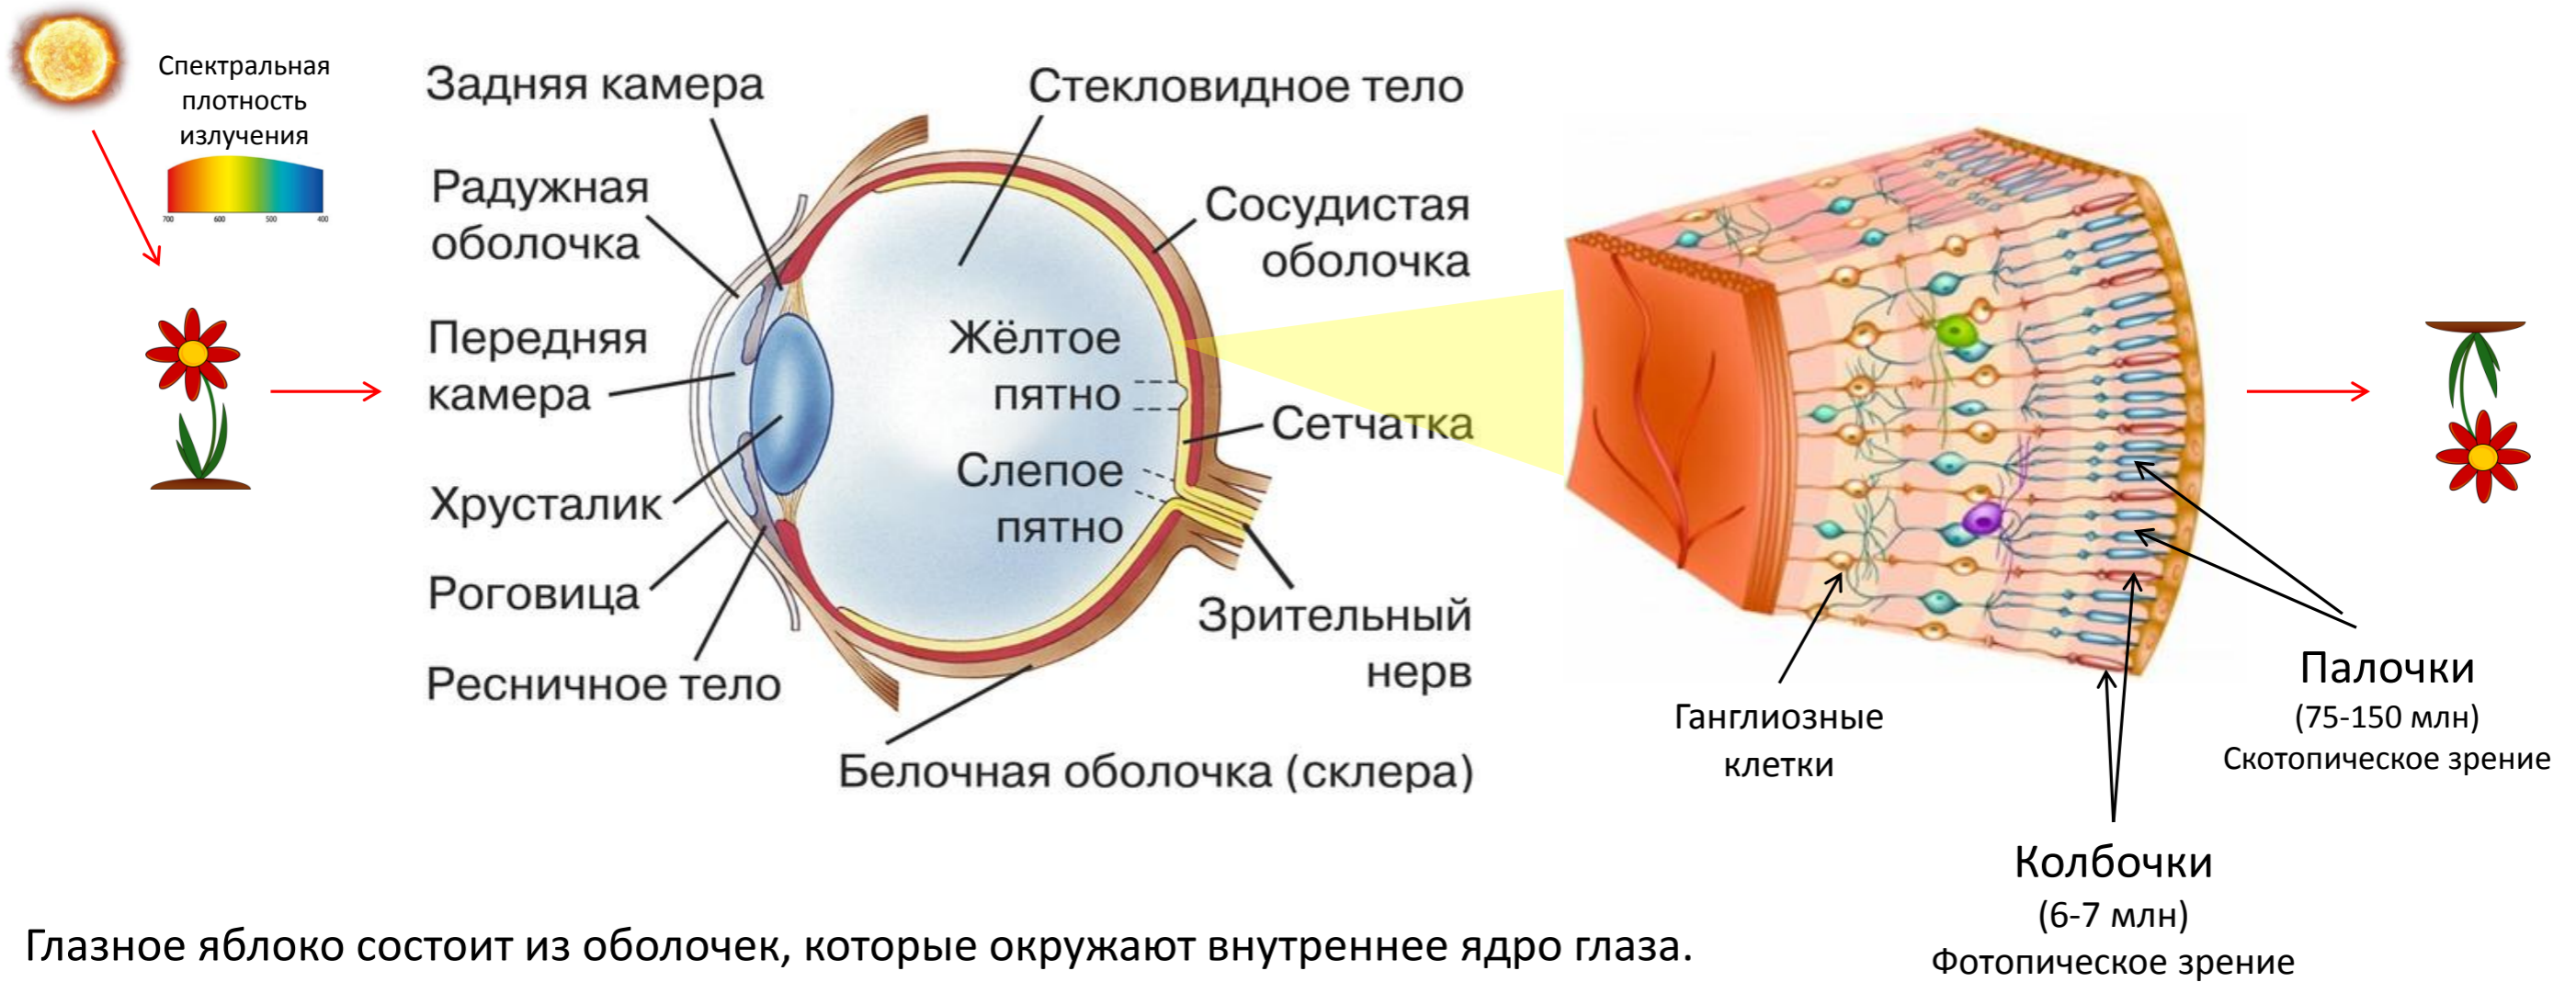 Спектральная
плотность
излучения
700 600 500 400
Задняя камера
Радужная
оболочка
Передняя
камера
Хрусталик
Роговица
Ресничное тело
Стекловидное тело
Сосудистая
оболочка
Жёлтое
пятно
Сетчатка
Слепое
пятно
Зрительный
нерв
Белочная оболочка (склера)
Ганглиозные
клетки
Палочки
(75-150 млн)
Скотопическое зрение
Колбочки
(6-7 млн)
Фотопическое зрение
Глазное яблоко состоит из оболочек, которые окружают внутреннее ядро глаза.